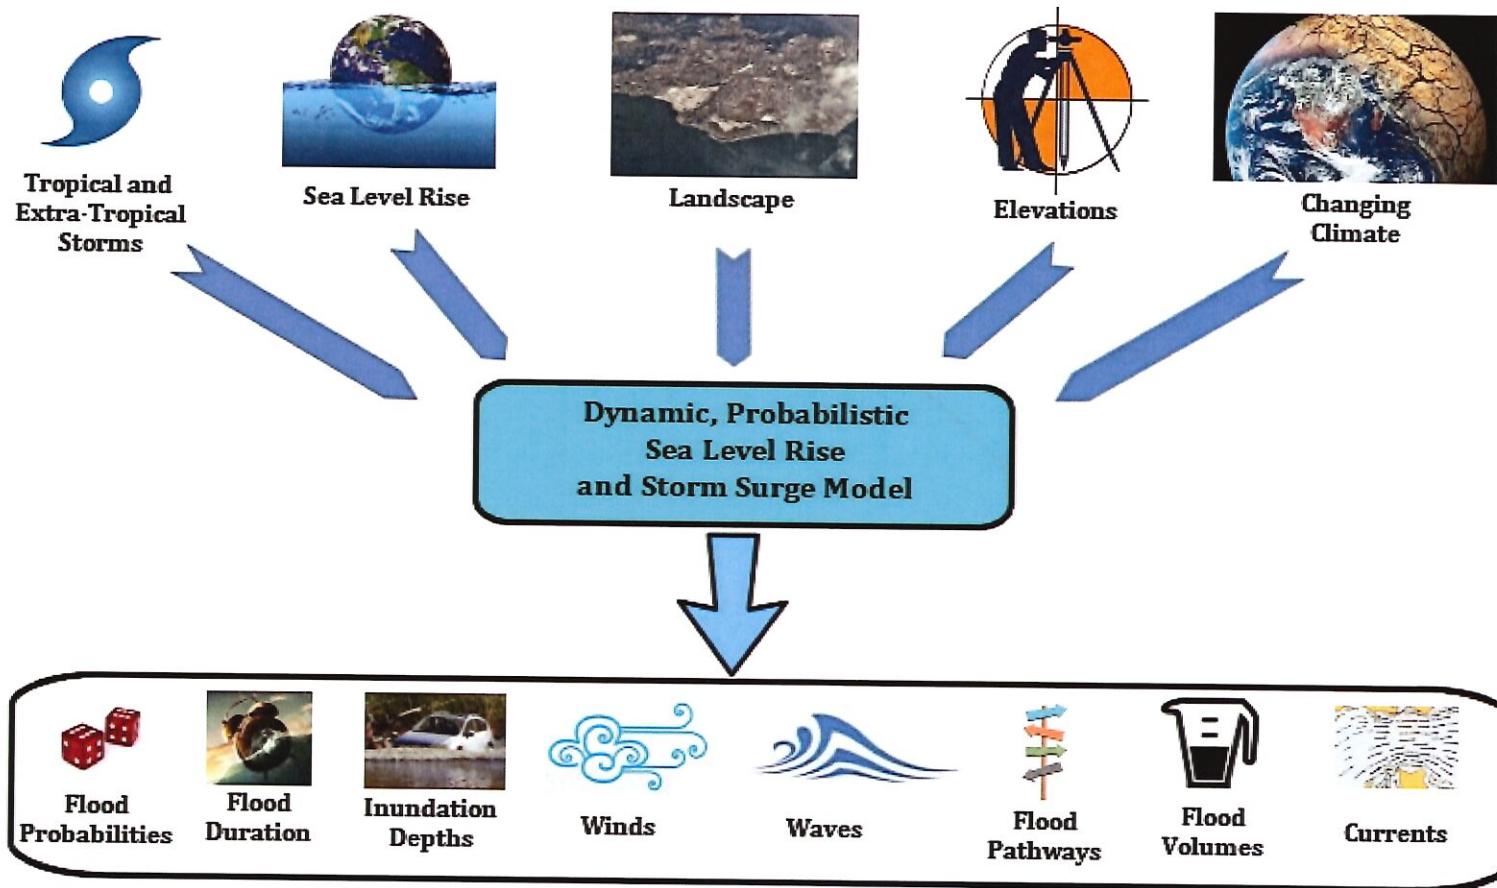 Tropical and
Extra-Tropical
Storms
Sea Level Rise
Landscape
Elevations
Changing
Climate
Dynamic, Probabilistic
Sea Level Rise
and Storm Surge Model
Flood
Probabilities
Flood
Duration
Inundation
Depths
Winds
Waves
Flood
Pathways
Flood
Volumes
Currents